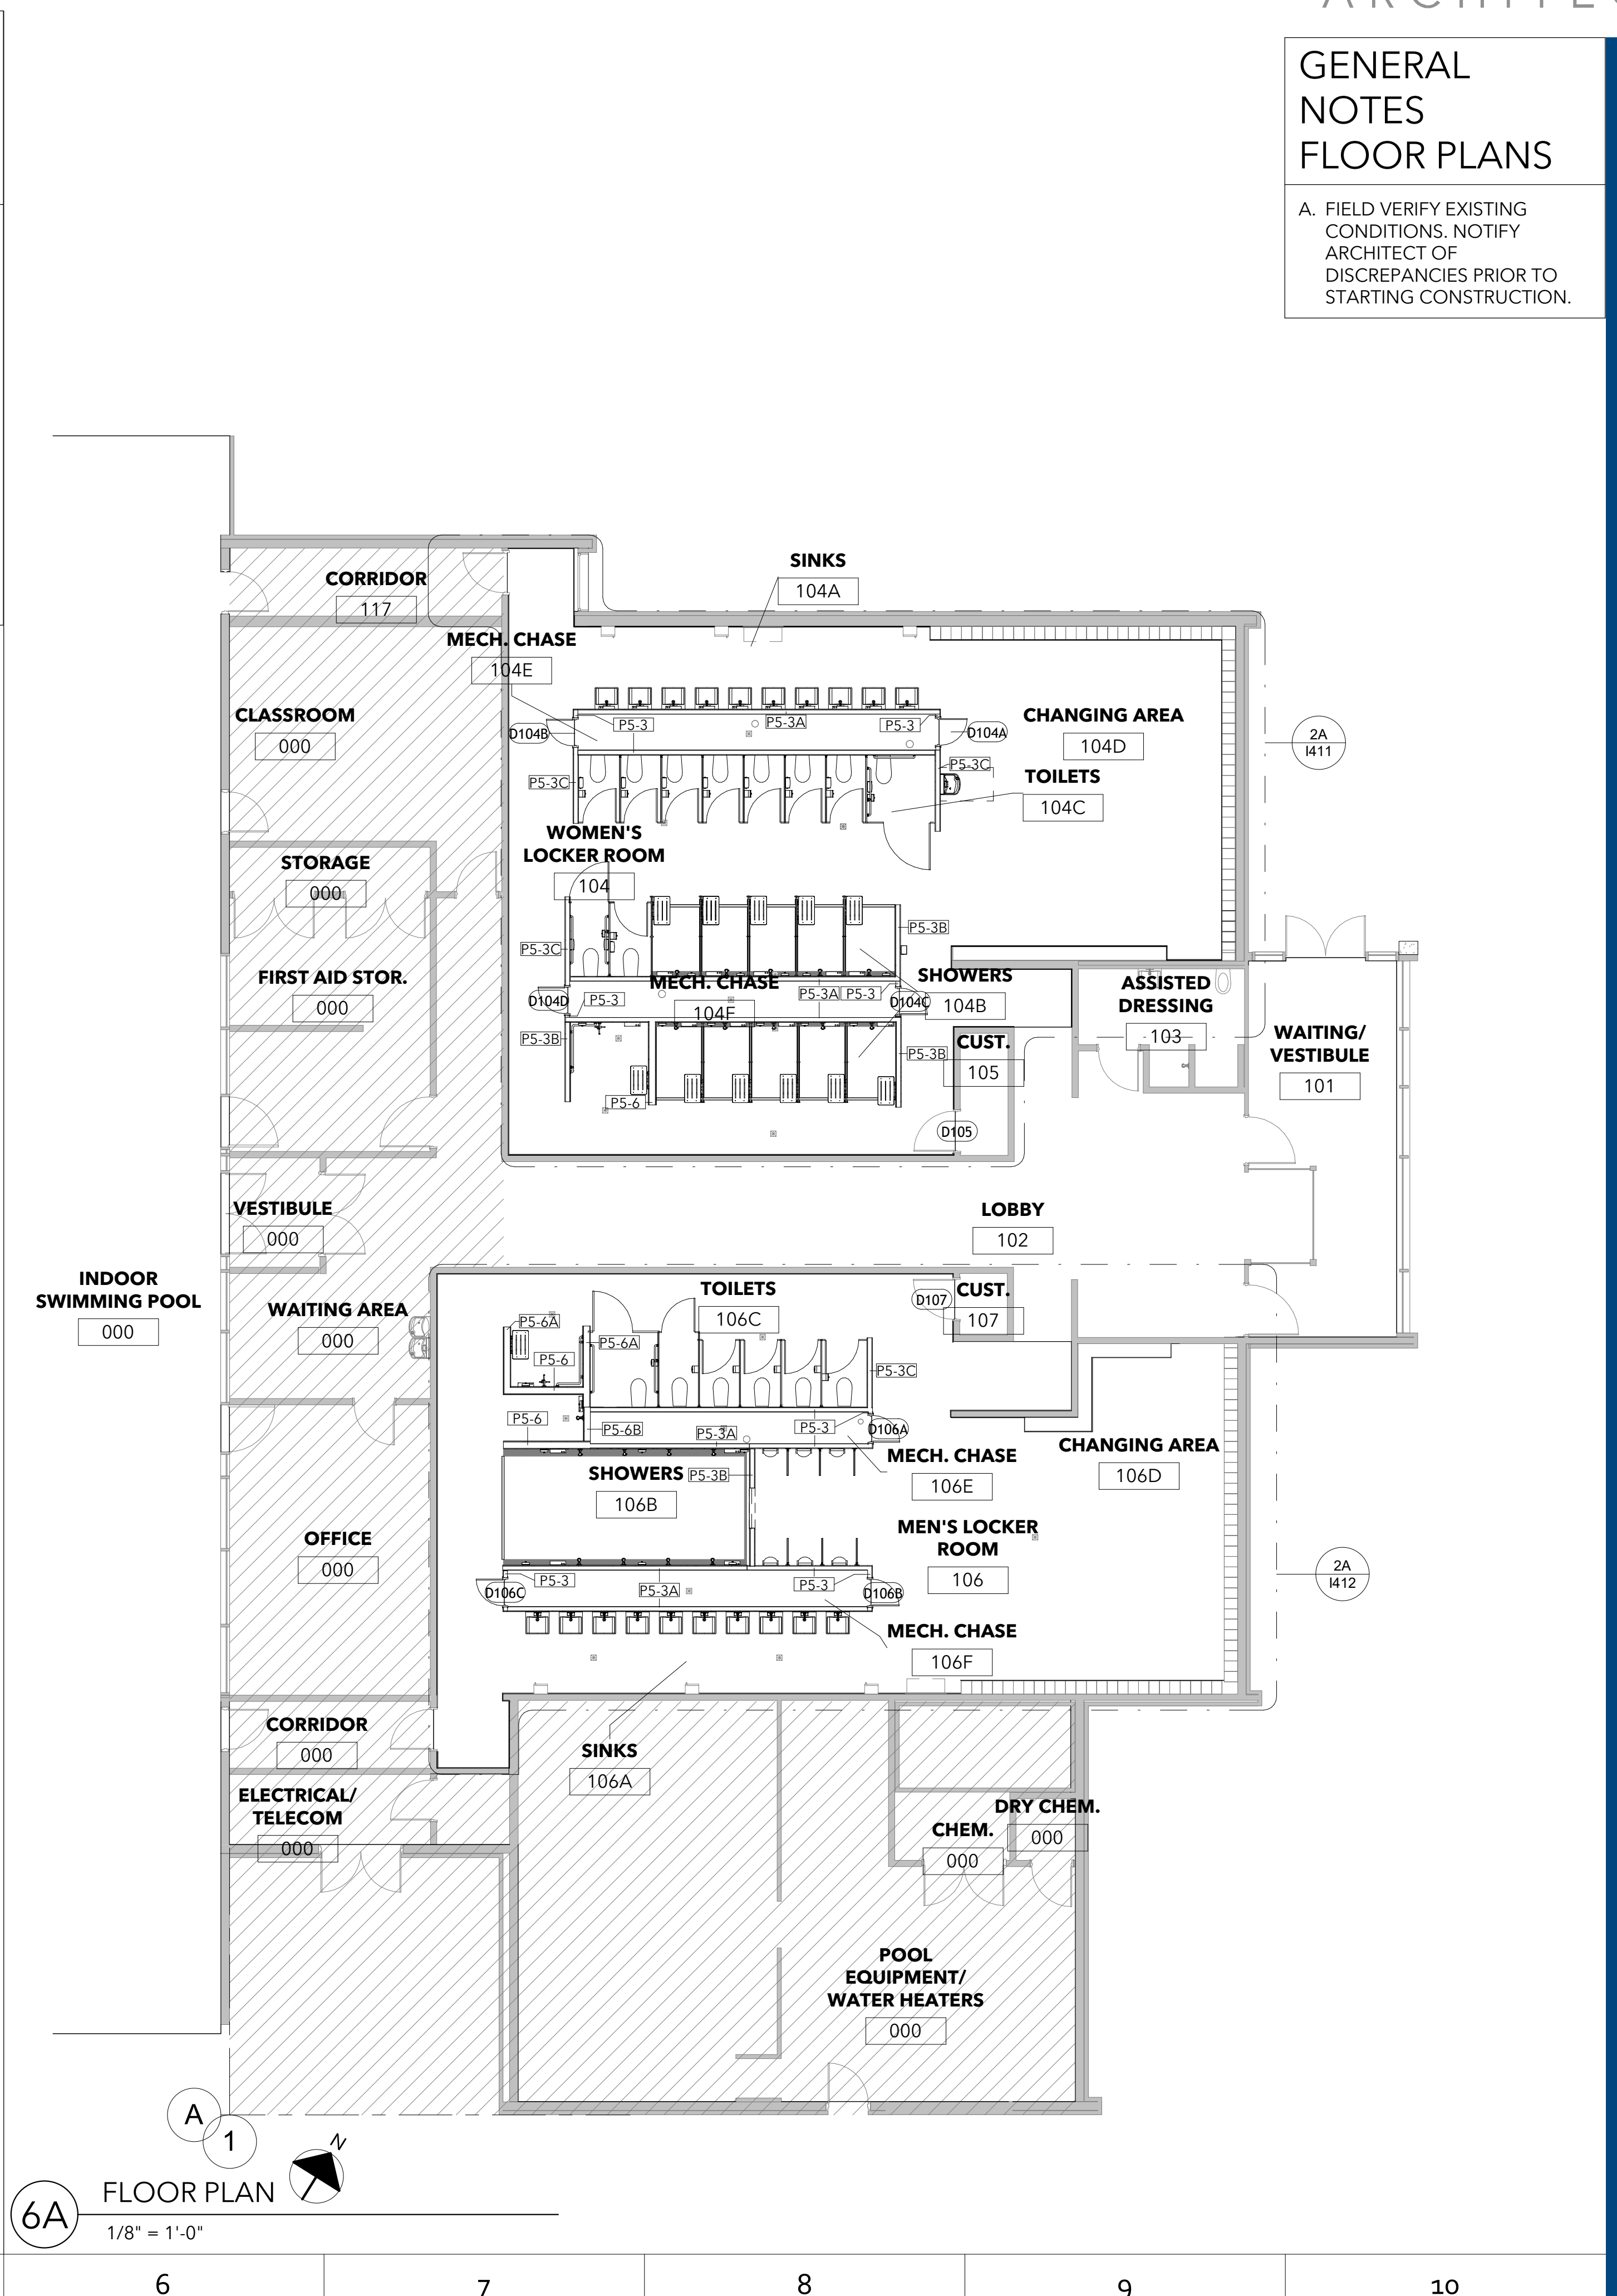 GENERAL
NOTES
FLOOR PLANS
A. FIELD VERIFY EXISTING
CONDITIONS. NOTIFY
ARCHITECT OF
DISCREPANCIES PRIOR TO
STARTING CONSTRUCTION.
SINKS
104A
CORRIDOR
117
MECH. CHASE
104E
CLASSROOM
000
P5-3
P5-3A
P5-3
D104B
D104A
CHANGING AREA
104D
2A
I411
P5-3C
P5-3C
TOILETS
104C
WOMEN'S
LOCKER ROOM
104
STORAGE
000
P5-3B
P5-3C
FIRST AID STOR.
000
MECH. CHASE
104F
SHOWERS
104B
D104D
P5-3
P5-3A
P5-3
D104C
ASSISTED
DRESSING
103
WAITING/
VESTIBULE
101
P5-3B
P5-3B
CUST.
105
P5-6
D105
VESTIBULE
000
LOBBY
102
INDOOR
SWIMMING POOL
000
WAITING AREA
000
TOILETS
106C
D107
CUST.
107
P5-6A
P5-6A
P5-6
P5-3C
P5-6
P5-6B
P5-3A
P5-3
D106A
CHANGING AREA
106D
MECH. CHASE
106E
SHOWERS
106B
P5-3B
OFFICE
000
MEN'S LOCKER
ROOM
106
2A
I412
D106C
P5-3
P5-3A
P5-3
D106B
MECH. CHASE
106F
CORRIDOR
000
SINKS
106A
ELECTRICAL/
TELECOM
000
DRY CHEM.
000
CHEM.
000
POOL
EQUIPMENT/
WATER HEATERS
000
A
1
N
6A
FLOOR PLAN
1/8" = 1'-0"
6
7
8
9
10